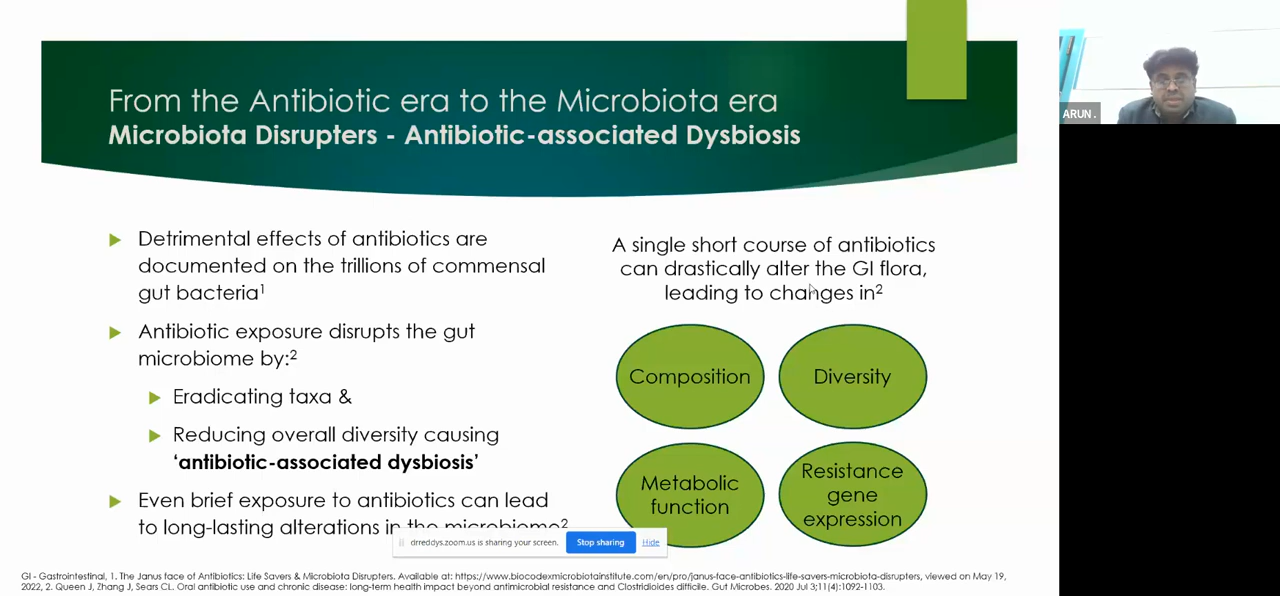 From the Antibiotic era to the Microbiota era
Microbiota Disrupters - Antibiotic-associated Dysbiosis
ARUN .
Detrimental effects of antibiotics are
documented on the trillions of commensal
gut bacteria1
Antibiotic exposure disrupts the gut
microbiome by:2
Eradicating taxa &
Reducing overall diversity causing
‘antibiotic-associated dysbiosis’
Even brief exposure to antibiotics can lead
to long-lasting alterations in the microbiome2
A single short course of antibiotics
can drastically alter the GI flora,
leading to changes in2
Composition
Diversity
Metabolic
function
Resistance
gene
expression
drreddys.zoom.us is sharing your screen.
Stop sharing
Hide
GI - Gastrointestinal, 1. The Janus face of Antibiotics: Life Savers & Microbiota Disrupters. Available at: https://www.biocodexmicrobiotainstitute.com/en/pro/janus-face-antibiotics-life-savers-microbiota-disrupters, viewed on May 19,
2022, 2. Queen J, Zhang J, Sears CL. Oral antibiotic use and chronic disease: long-term health impact beyond antimicrobial resistance and Clostridioides difficile. Gut Microbes. 2020 Jul 3;11(4):1092-1103.